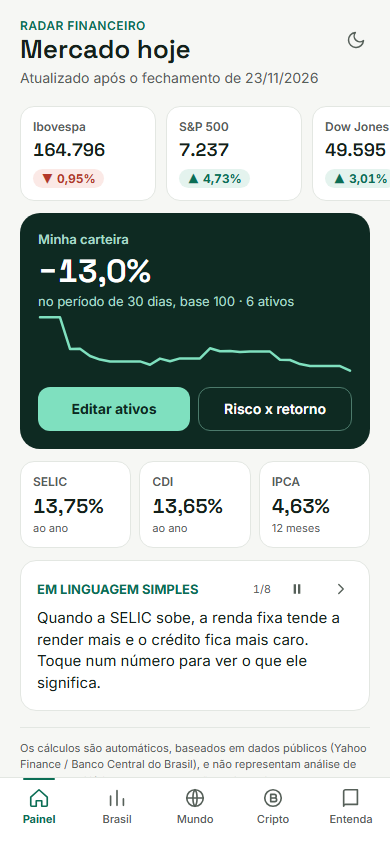 RADAR FINANCEIRO
Mercado hoje
Atualizado após o fechamento de 23/11/2026
Ibovespa
164.796
▼ 0,95%
S&P 500
7.237
▲ 4,73%
Dow Jones
49.595
▲ 3,01%
Minha carteira
−13,0%
no período de 30 dias, base 100 · 6 ativos
Editar ativos
Risco x retorno
SELIC
13,75%
ao ano
CDI
13,65%
ao ano
IPCA
4,63%
12 meses
EM LINGUAGEM SIMPLES
1/8
Quando a SELIC sobe, a renda fixa tende a
render mais e o crédito fica mais caro.
Toque num número para ver o que ele
significa.
Os cálculos são automáticos, baseados em dados públicos (Yahoo
Finance / Banco Central do Brasil), e não representam análise de
Painel
Brasil
Mundo
Cripto
Entenda